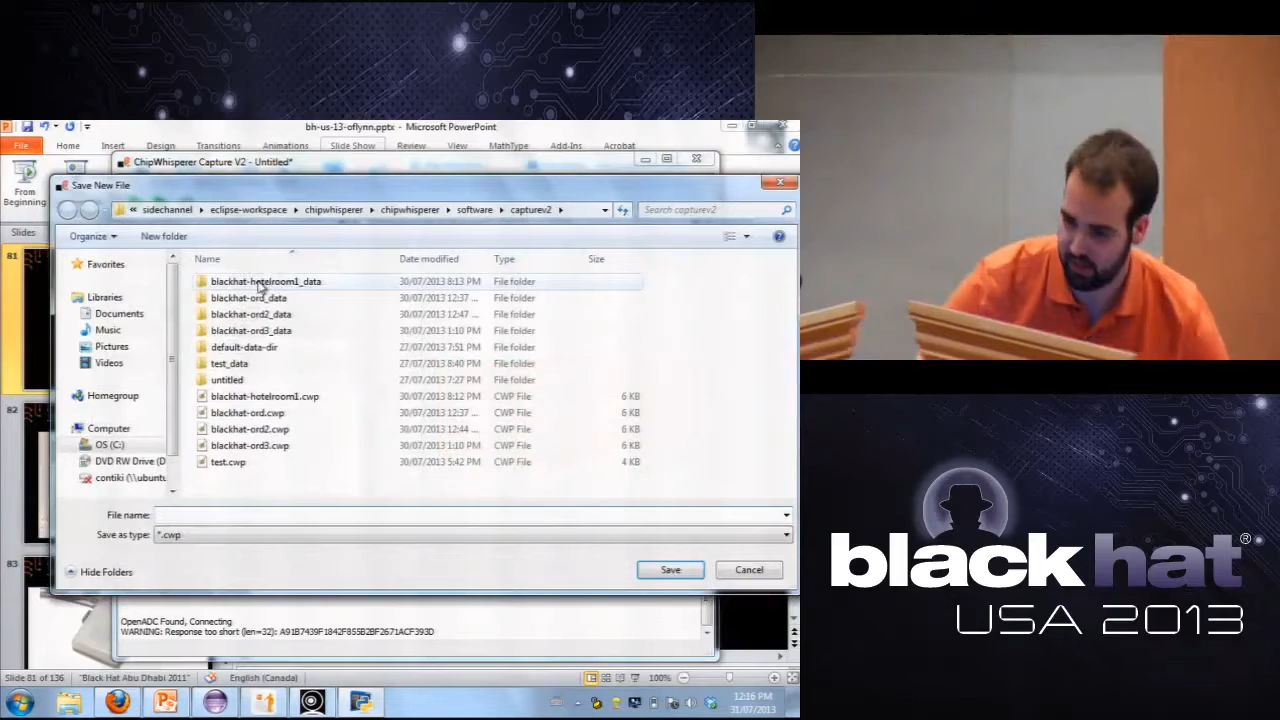 bh-us-13-oflynn.pptx - Microsoft PowerPoint
File Home Insert Design Transitions Animations Slide Show Review View MathType Add-Ins Acrobat
From
Beginning
ChipWhisperer Capture V2 - Untitled*
Save New File
« sidechannel eclipse-workspace chipwhisperer chipwhisperer software capturev2
Search capturev2
Organize New folder
Slides
81
82
83
Favorites
Libraries
Documents
Music
Pictures
Videos
Homegroup
Computer
OS (C:)
DVD RW Drive (D
contiki (\\ubuntu
Name Date modified Type Size
blackhat-hotelroom1_data 30/07/2013 8:13 PM File folder
blackhat-ord_data 30/07/2013 12:37 ... File folder
blackhat-ord2_data 30/07/2013 12:47 ... File folder
blackhat-ord3_data 30/07/2013 1:10 PM File folder
default-data-dir 27/07/2013 7:51 PM File folder
test_data 27/07/2013 8:40 PM File folder
untitled 27/07/2013 7:27 PM File folder
blackhat-hotelroom1.cwp 30/07/2013 8:12 PM CWP File 6 KB
blackhat-ord.cwp 30/07/2013 12:37 ... CWP File 6 KB
blackhat-ord2.cwp 30/07/2013 12:44 ... CWP File 6 KB
blackhat-ord3.cwp 30/07/2013 1:10 PM CWP File 6 KB
test.cwp 30/07/2013 5:42 PM CWP File 4 KB
File name:
Save as type: *.cwp
Hide Folders
Save Cancel
OpenADC Found, Connecting
WARNING: Response too short (len=32): A91B7439F1842F855B2BF2671ACF393D
Slide 81 of 136 "Black Hat Abu Dhabi 2011" English (Canada) 100%
12:16 PM
31/07/2013
black hat®
USA 2013